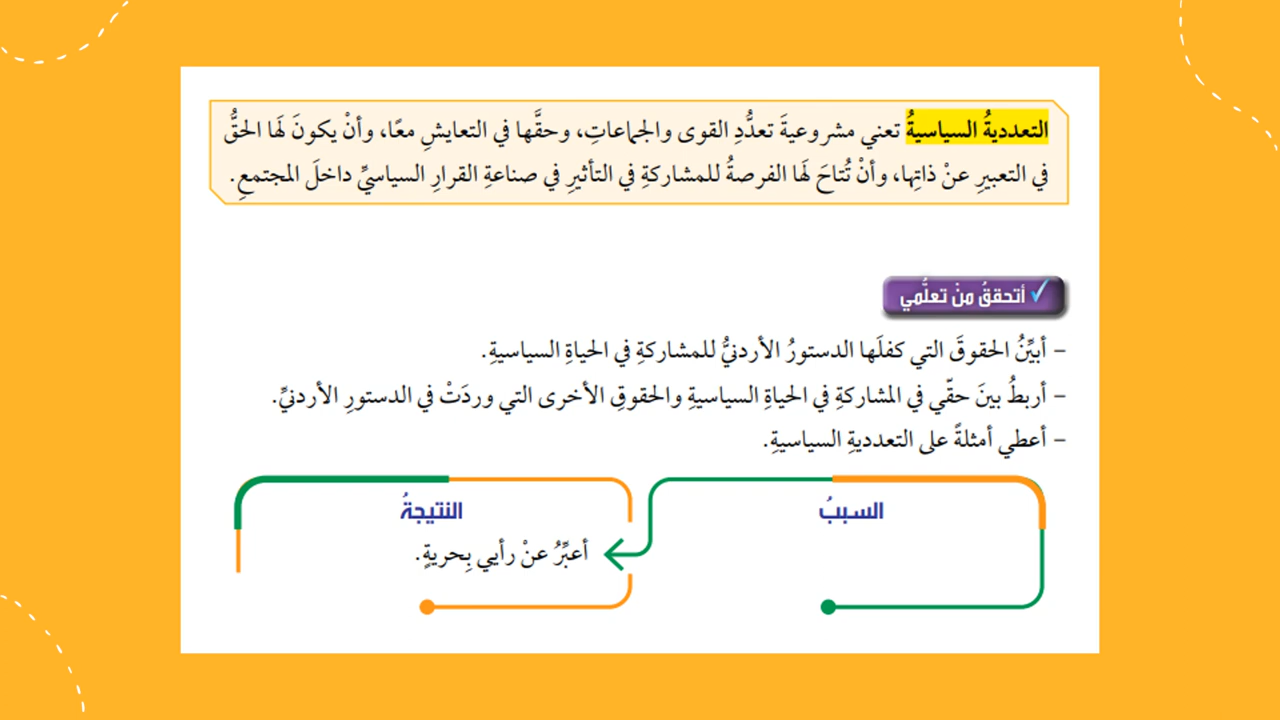 التعدديةُ السياسيةُ تعني مشروعيةَ تعدُّدِ القوى والجماعاتِ، وحقَّها في التعايشِ معًا، وأنْ يكونَ لَها الحقُّ
في التعبيرِ عنْ ذاتِها، وأنْ تُتاحَ لَها الفرصةُ للمشاركةِ في التأثيرِ في صناعةِ القرارِ السياسيِّ داخلَ المجتمعِ.
أتحققُ مِنْ تعلُّمي
– أبيِّنُ الحقوقَ التي كفلَها الدستورُ الأردنيُّ للمشاركةِ في الحياةِ السياسيةِ.
– أربطُ بينَ حقّي في المشاركةِ في الحياةِ السياسيةِ والحقوقِ الأخرى التي وردَتْ في الدستورِ الأردنيِّ.
– أعطي أمثلةً على التعدديةِ السياسيةِ.
السببُ
النتيجةُ
أعبِّرُ عنْ رأيي بِحريةٍ.